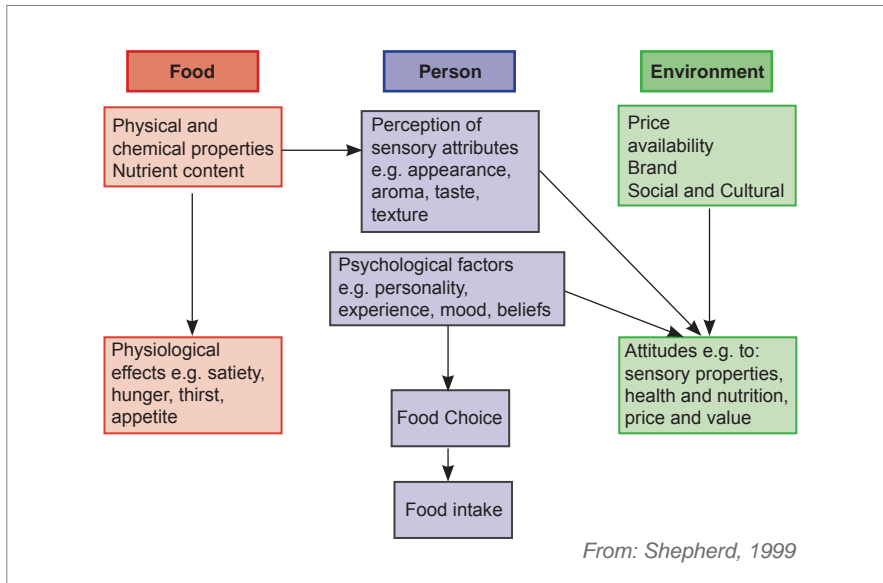 Food
Person
Environment
Physical and
chemical properties
Nutrient content
Perception of
sensory attributes
e.g. appearance,
aroma, taste,
texture
Price
availability
Brand
Social and Cultural
Psychological factors
e.g. personality,
experience, mood, beliefs
Physiological
effects e.g. satiety,
hunger, thirst,
appetite
Attitudes e.g. to:
sensory properties,
health and nutrition,
price and value
Food Choice
Food intake
From: Shepherd, 1999